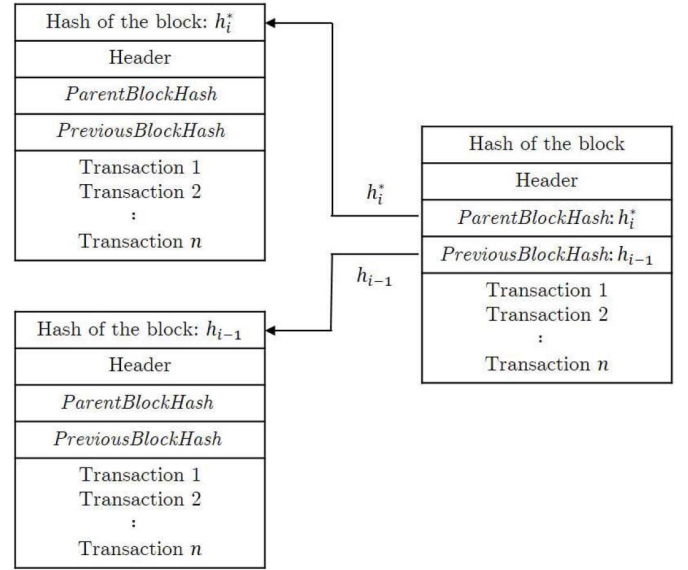 Hash of the block: h_i^*
Header
ParentBlockHash
PreviousBlockHash
Transaction 1
Transaction 2
:
Transaction n
h_i^*
h_{i-1}
Hash of the block
Header
ParentBlockHash: h_i^*
PreviousBlockHash: h_{i-1}
Transaction 1
Transaction 2
:
Transaction n
Hash of the block: h_{i-1}
Header
ParentBlockHash
PreviousBlockHash
Transaction 1
Transaction 2
:
Transaction n